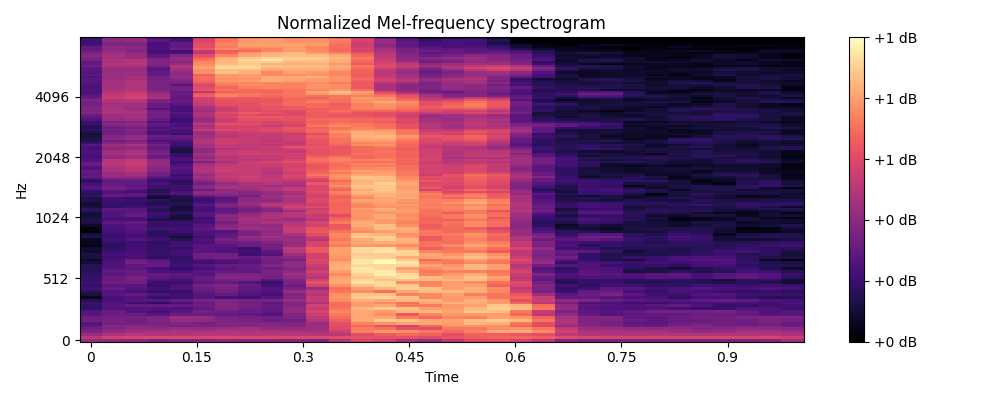 Normalized Mel-frequency spectrogram
Hz
4096
2048
1024
512
0
0 0.15 0.3 0.45 0.6 0.75 0.9
Time
+1 dB
+1 dB
+1 dB
+0 dB
+0 dB
+0 dB